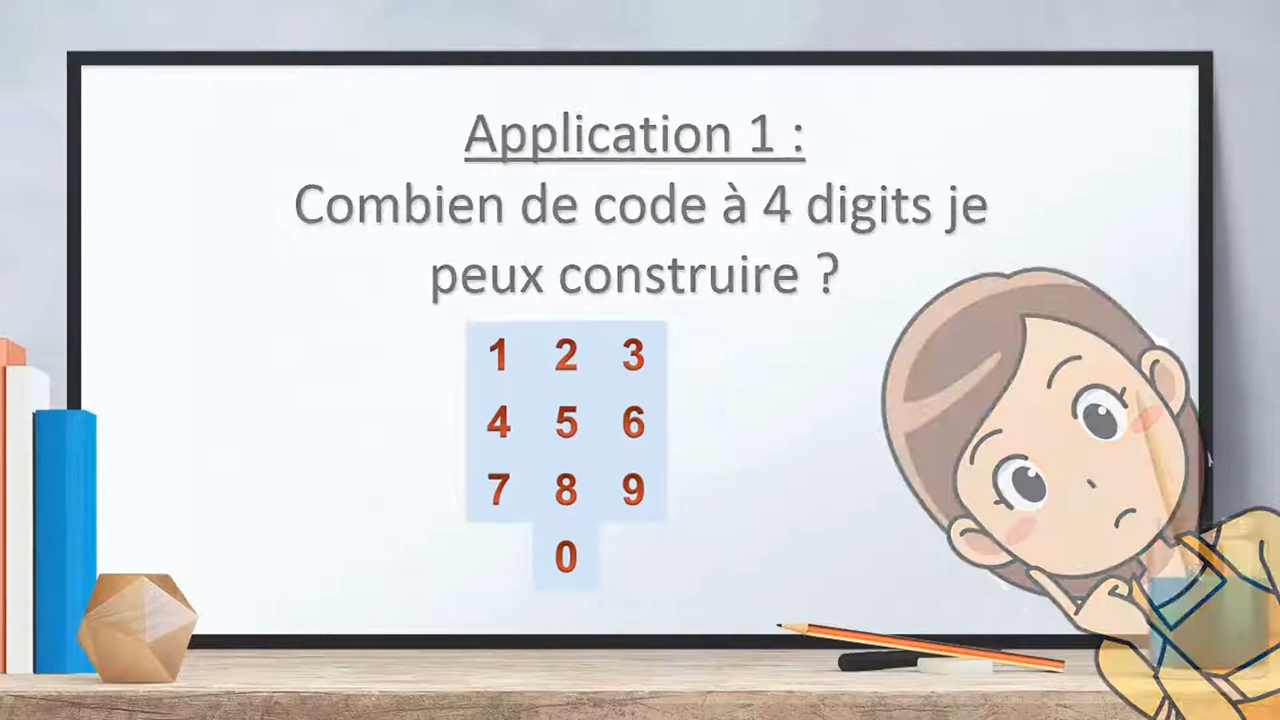 Application 1 :
Combien de code à 4 digits je
peux construire ?
1 2 3
4 5 6
7 8 9
0